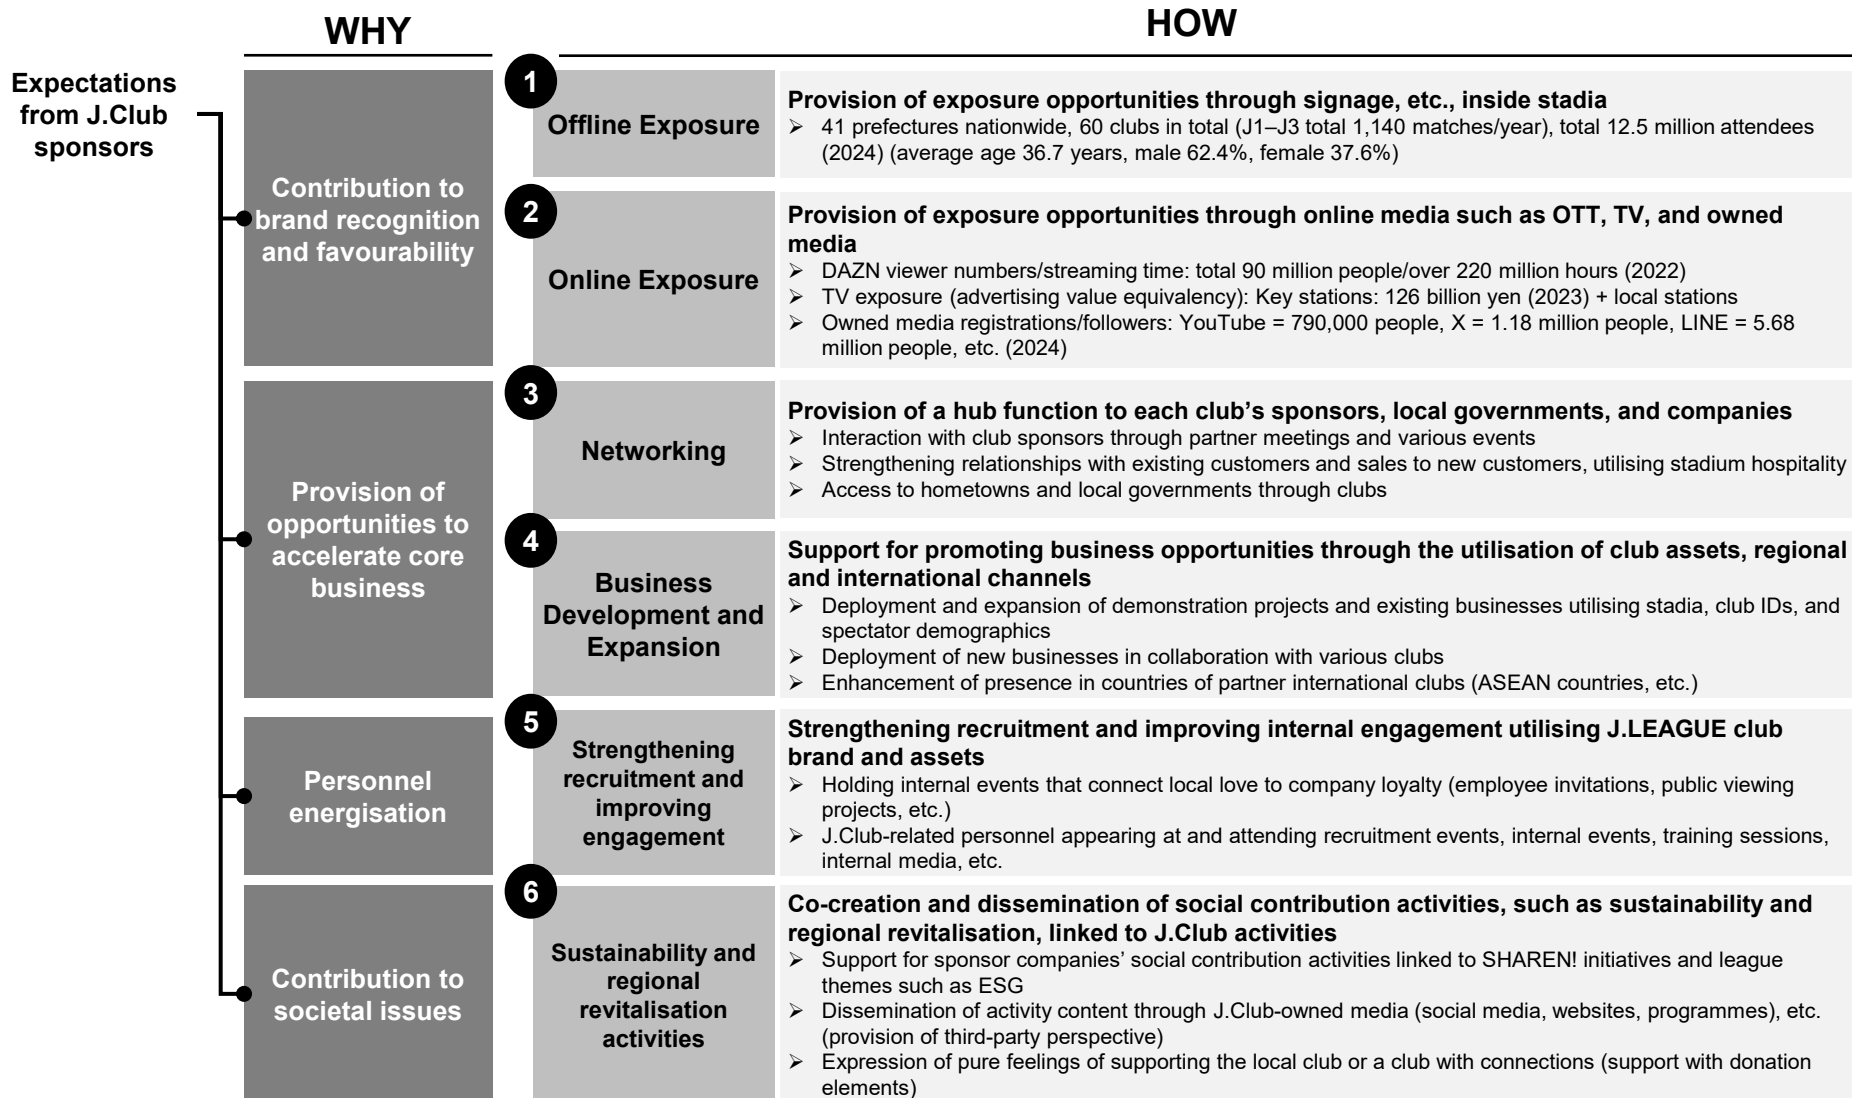 WHY
HOW
Expectations
from J.Club
sponsors
Contribution to
brand recognition
and favourability
1
Offline Exposure
Provision of exposure opportunities through signage, etc., inside stadia
➢ 41 prefectures nationwide, 60 clubs in total (J1–J3 total 1,140 matches/year), total 12.5 million attendees
(2024) (average age 36.7 years, male 62.4%, female 37.6%)
2
Online Exposure
Provision of exposure opportunities through online media such as OTT, TV, and owned
media
➢ DAZN viewer numbers/streaming time: total 90 million people/over 220 million hours (2022)
➢ TV exposure (advertising value equivalency): Key stations: 126 billion yen (2023) + local stations
➢ Owned media registrations/followers: YouTube = 790,000 people, X = 1.18 million people, LINE = 5.68
million people, etc. (2024)
Provision of
opportunities to
accelerate core
business
3
Networking
Provision of a hub function to each club’s sponsors, local governments, and companies
➢ Interaction with club sponsors through partner meetings and various events
➢ Strengthening relationships with existing customers and sales to new customers, utilising stadium hospitality
➢ Access to hometowns and local governments through clubs
4
Business
Development and
Expansion
Support for promoting business opportunities through the utilisation of club assets, regional
and international channels
➢ Deployment and expansion of demonstration projects and existing businesses utilising stadia, club IDs, and
spectator demographics
➢ Deployment of new businesses in collaboration with various clubs
➢ Enhancement of presence in countries of partner international clubs (ASEAN countries, etc.)
Personnel
energisation
5
Strengthening
recruitment and
improving
engagement
Strengthening recruitment and improving internal engagement utilising J.LEAGUE club
brand and assets
➢ Holding internal events that connect local love to company loyalty (employee invitations, public viewing
projects, etc.)
➢ J.Club-related personnel appearing at and attending recruitment events, internal events, training sessions,
internal media, etc.
Contribution to
societal issues
6
Sustainability and
regional
revitalisation
activities
Co-creation and dissemination of social contribution activities, such as sustainability and
regional revitalisation, linked to J.Club activities
➢ Support for sponsor companies’ social contribution activities linked to SHAREN! initiatives and league
themes such as ESG
➢ Dissemination of activity content through J.Club-owned media (social media, websites, programmes), etc.
(provision of third-party perspective)
➢ Expression of pure feelings of supporting the local club or a club with connections (support with donation
elements)